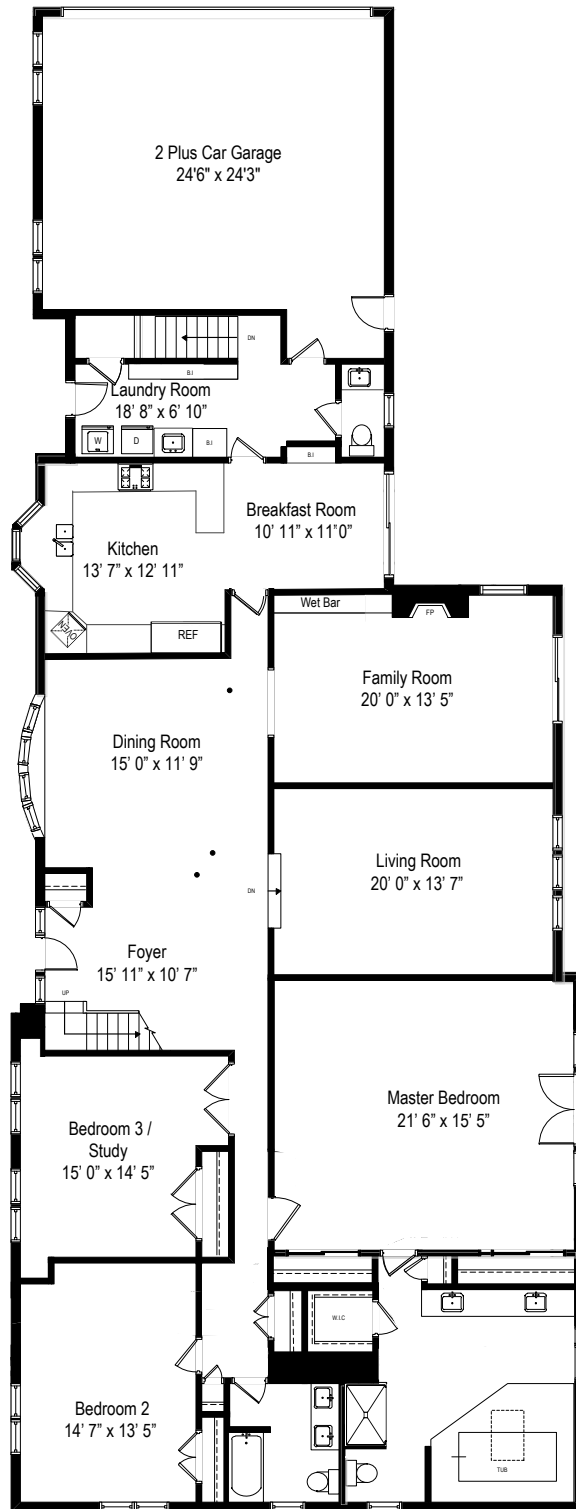 2 Plus Car Garage
24'6" x 24'3"
DN
B.I
Laundry Room
18' 8" x 6' 10"
W
D
B.I
B.I
Breakfast Room
10' 11" x 11'0"
Kitchen
13' 7" x 12' 11"
OVEN
REF
Wet Bar
FP
Family Room
20' 0" x 13' 5"
Dining Room
15' 0" x 11' 9"
Living Room
20' 0" x 13' 7"
DN
Foyer
15' 11" x 10' 7"
UP
Master Bedroom
21' 6" x 15' 5"
Bedroom 3 /
Study
15' 0" x 14' 5"
W.I.C
Bedroom 2
14' 7" x 13' 5"
TUB